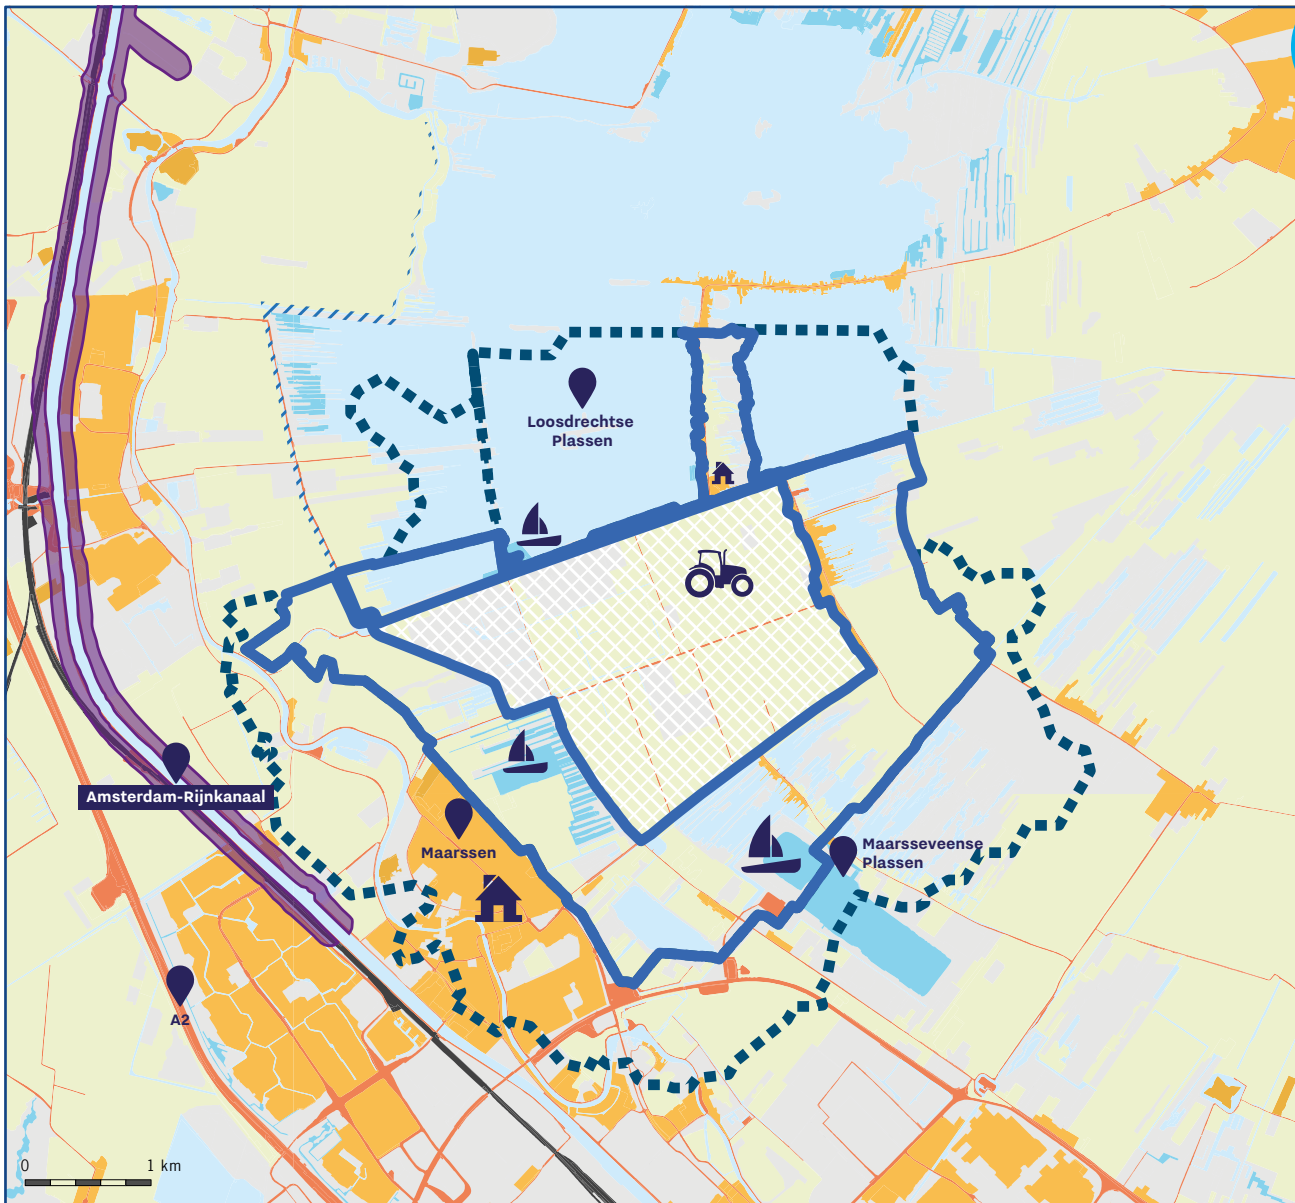 Loosdrechtse
Plassen
Amsterdam-Rijnkanaal
Maarssen
Maarsseveense
Plassen
A2
0 1 km